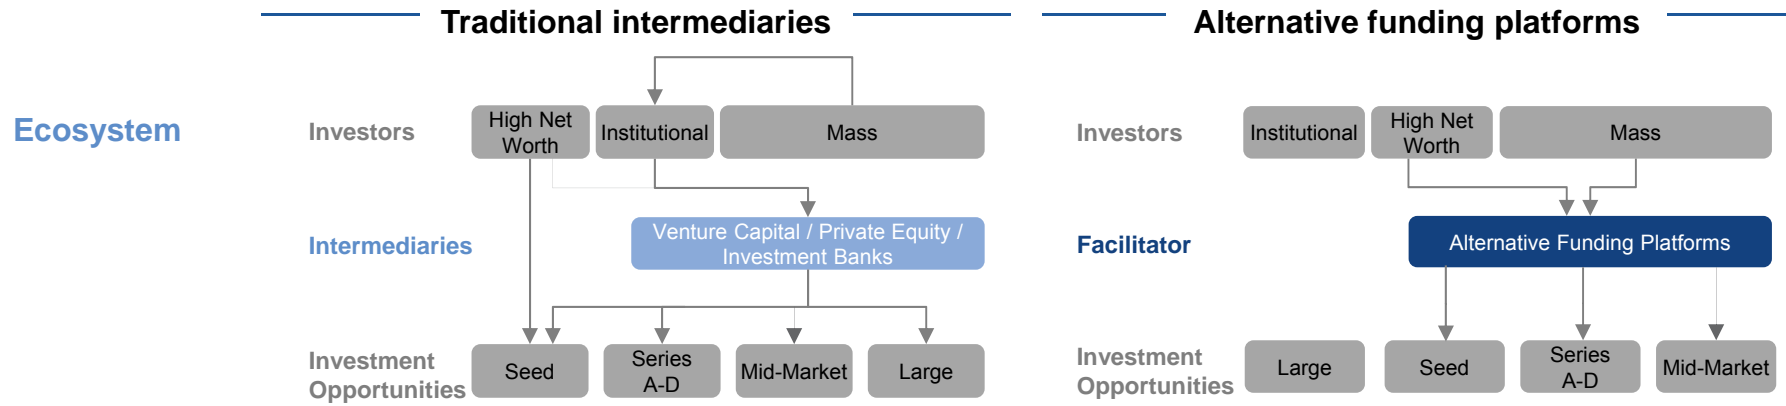 Traditional intermediaries
Alternative funding platforms
Ecosystem
Investors
High Net
Worth
Institutional
Mass
Investors
Institutional
High Net
Worth
Mass
Intermediaries
Venture Capital / Private Equity /
Investment Banks
Facilitator
Alternative Funding Platforms
Investment
Opportunities
Seed
Series
A-D
Mid-Market
Large
Investment
Opportunities
Large
Seed
Series
A-D
Mid-Market